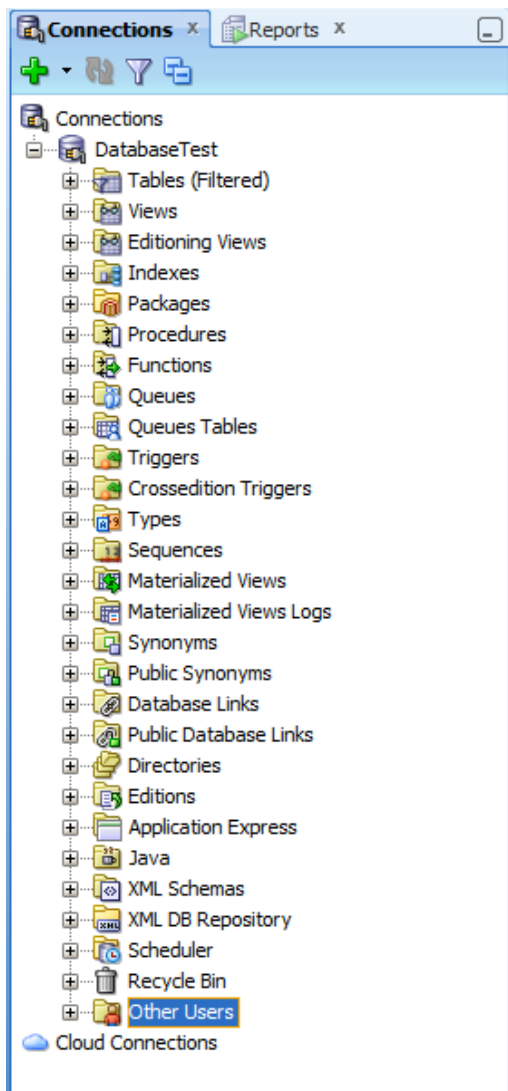 Connections x Reports x
Connections
DatabaseTest
Tables (Filtered)
Views
Editioning Views
Indexes
Packages
Procedures
Functions
Queues
Queues Tables
Triggers
Crossedition Triggers
Types
Sequences
Materialized Views
Materialized Views Logs
Synonyms
Public Synonyms
Database Links
Public Database Links
Directories
Editions
Application Express
Java
XML Schemas
XML DB Repository
Scheduler
Recycle Bin
Other Users
Cloud Connections